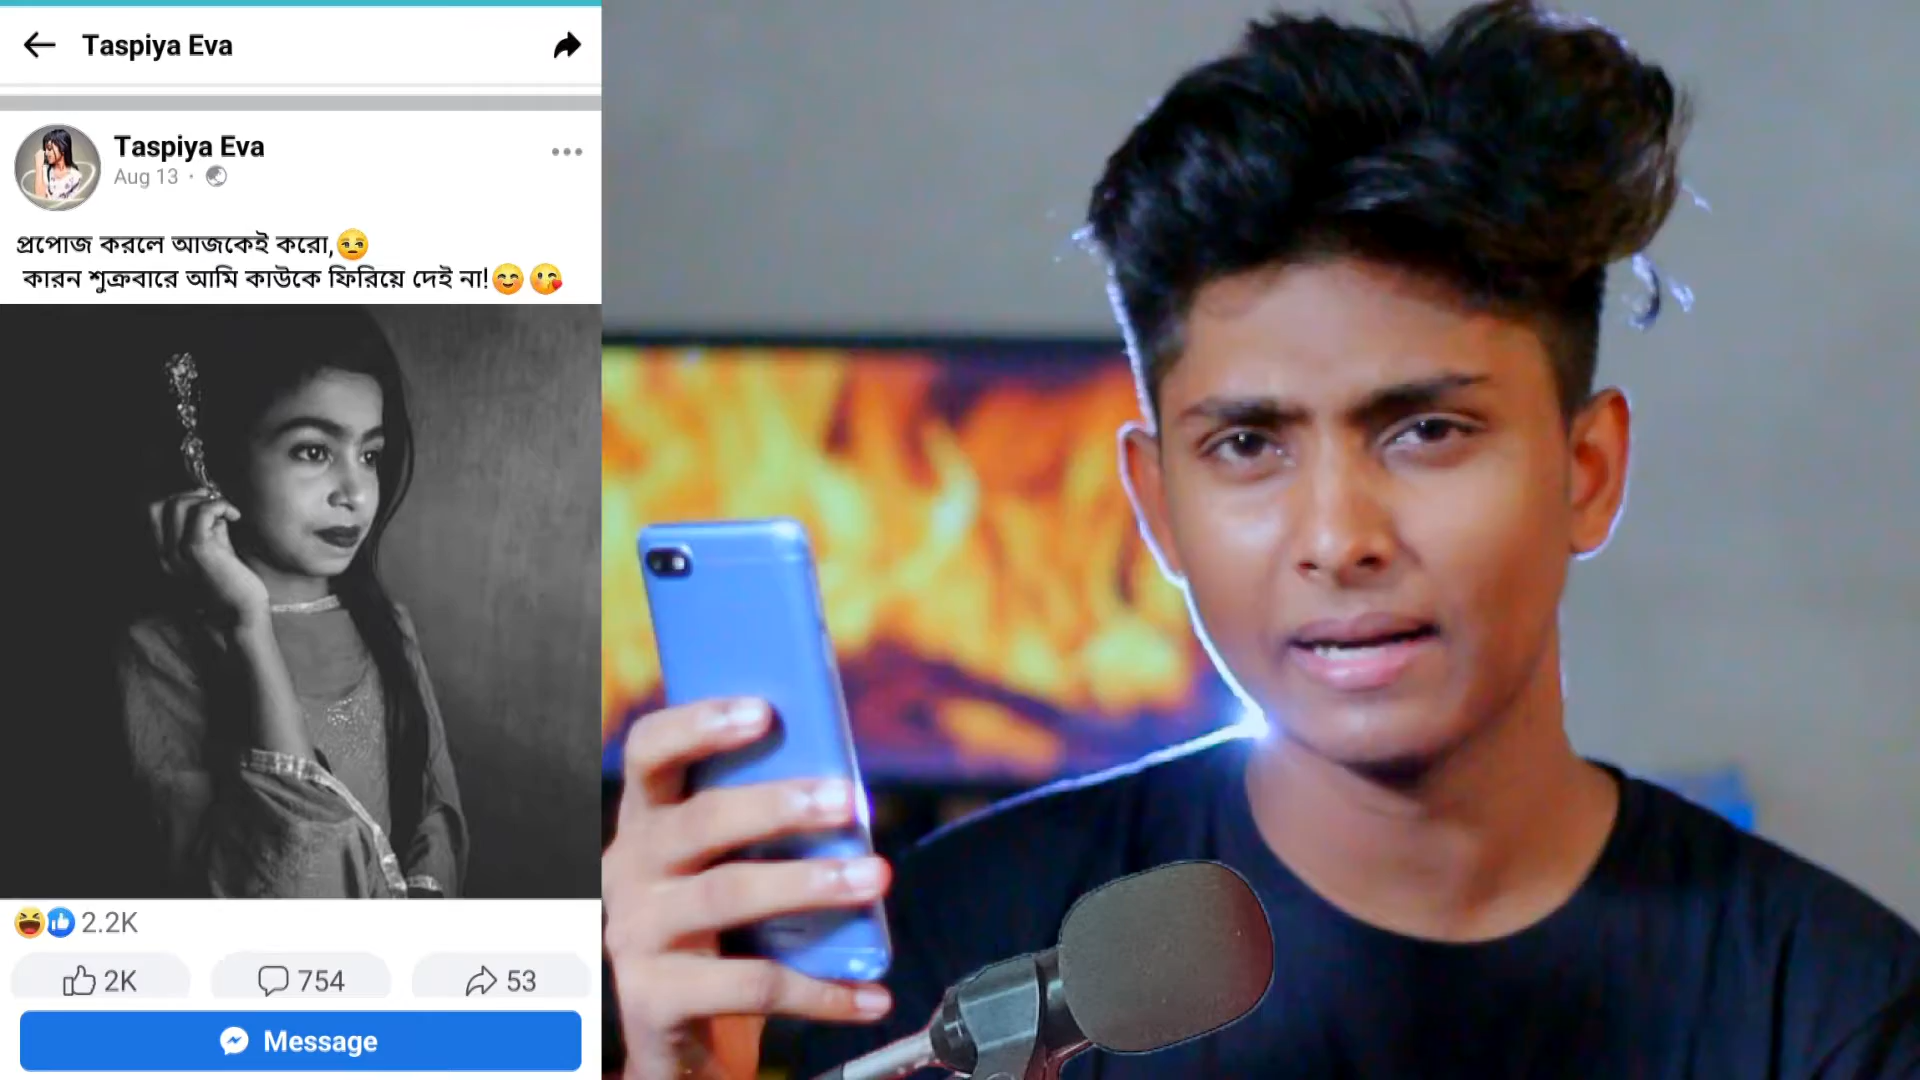 Taspiya Eva
Taspiya Eva
Aug 13 ·
প্রপোজ করলে আজকেই করো,😒
কারন শুক্রবারে আমি কাউকে ফিরিয়ে দেই না!😊😘
2.2K
2K
754
53
Message